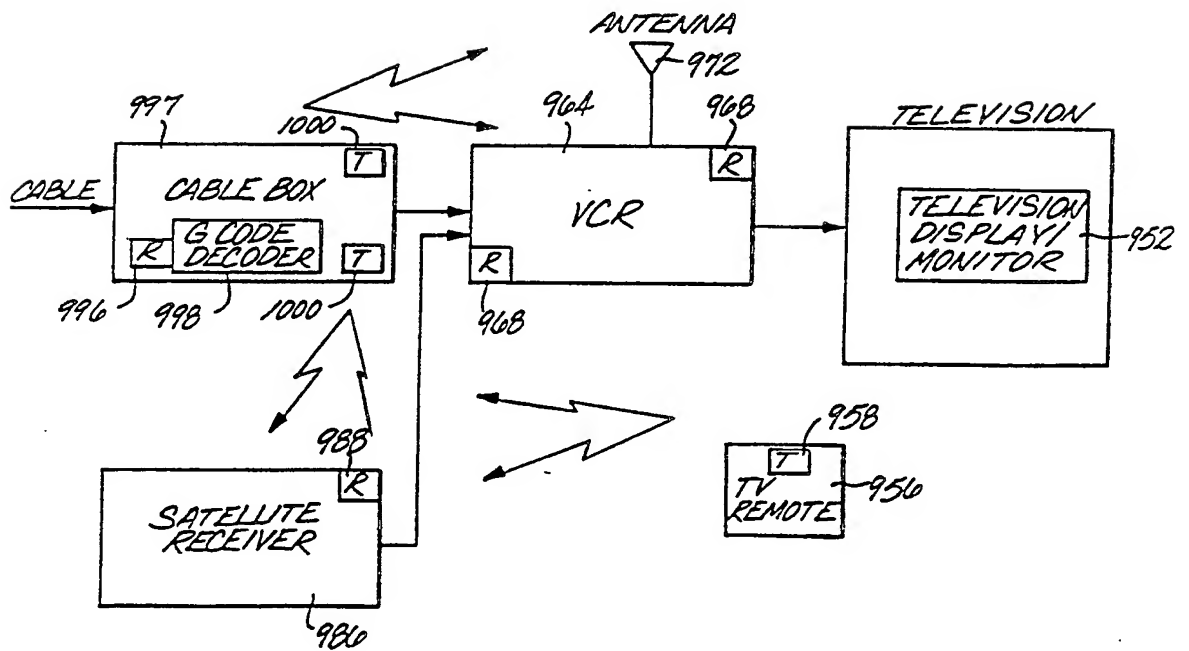 ANTENNA
972
997
1000
964
968
TELEVISION
CABLE
T
CABLE BOX
R
VCR
TELEVISION
DISPLAY/
MONITOR
952
G CODE
DECODER
R
T
R
996
998
1000
968
988
R
958
T
TV
REMOTE
956
SATELLITE
RECEIVER
986